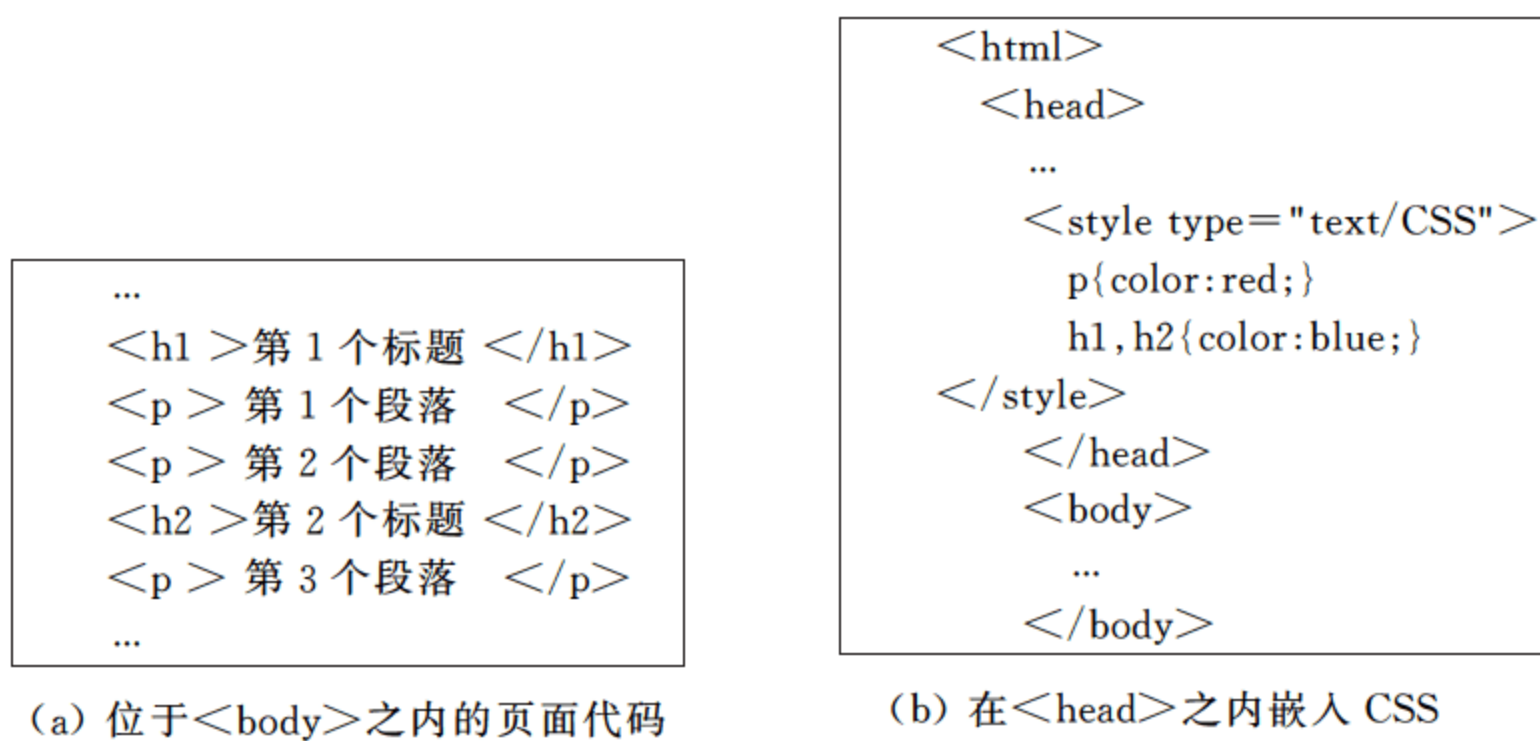 ...
<h1 >第 1 个标题 </h1>
<p > 第 1 个段落 </p>
<p > 第 2 个段落 </p>
<h2 >第 2 个标题 </h2>
<p > 第 3 个段落 </p>
...
(a) 位于<body>之内的页面代码
<html>
<head>
...
<style type="text/CSS">
p{color:red;}
h1,h2{color:blue;}
</style>
</head>
<body>
...
</body>
(b) 在<head>之内嵌入 CSS